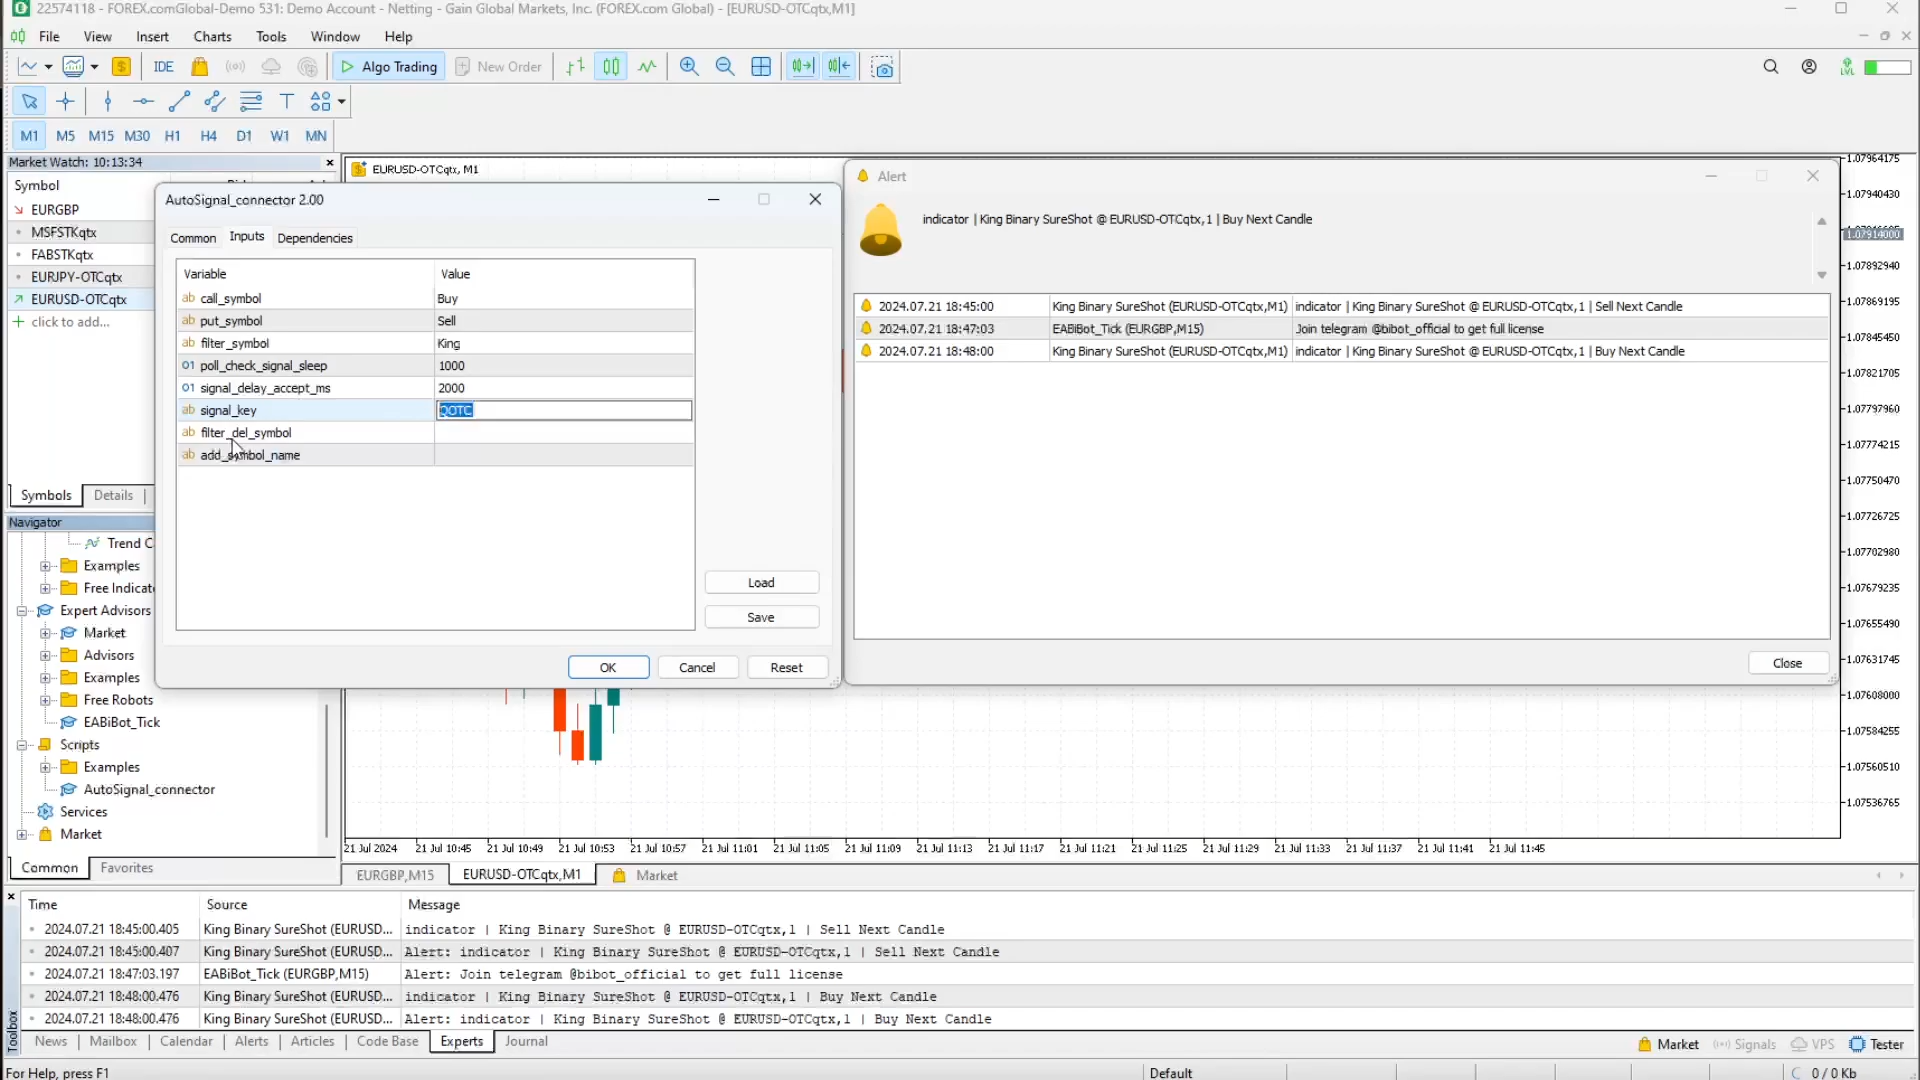 22574118 - FOREX.comGlobal-Demo 531: Demo Account - Netting - Gain Global Markets, Inc. (FOREX.com Global) - [EURUSD-OTCqtx,M1]
File View Insert Charts Tools Window Help
IDE Algo Trading New Order
M1 M5 M15 M30 H1 H4 D1 W1 MN
Market Watch: 10:13:34
Symbol
EURGBP
MSFSTKqtx
FABSTKqtx
EURJPY-OTCqtx
EURUSD-OTCqtx
click to add...
Symbols Details
Navigator
Trend C
Examples
Free Indicate
Expert Advisors
Market
Advisors
Examples
Free Robots
EABiBot_Tick
Scripts
Examples
AutoSignal_connector
Services
Market
Common Favorites
EURUSD-OTCqtx, M1
AutoSignal_connector 2.00
Common Inputs Dependencies
Variable Value
call_symbol Buy
put_symbol Sell
filter_symbol King
poll_check_signal_sleep 1000
signal_delay_accept_ms 2000
signal_key QOTC
filter_del_symbol
add_symbol_name
Load
Save
OK Cancel Reset
Alert
indicator | King Binary SureShot @ EURUSD-OTCqtx,1 | Buy Next Candle
2024.07.21 18:45:00 King Binary SureShot (EURUSD-OTCqtx,M1) indicator | King Binary SureShot @ EURUSD-OTCqtx,1 | Sell Next Candle
2024.07.21 18:47:03 EABiBot_Tick (EURGBP,M15) Join telegram @bibot_official to get full license
2024.07.21 18:48:00 King Binary SureShot (EURUSD-OTCqtx,M1) indicator | King Binary SureShot @ EURUSD-OTCqtx,1 | Buy Next Candle
Close
1.07964175
1.07940430
1.07914000
1.07892940
1.07869195
1.07845450
1.07821705
1.07797960
1.07774215
1.07750470
1.07726725
1.07702980
1.07679235
1.07655490
1.07631745
1.07608000
1.07584255
1.07560510
1.07536765
21 Jul 2024 21 Jul 10:45 21 Jul 10:49 21 Jul 10:53 21 Jul 10:57 21 Jul 11:01 21 Jul 11:05 21 Jul 11:09 21 Jul 11:13 21 Jul 11:17 21 Jul 11:21 21 Jul 11:25 21 Jul 11:29 21 Jul 11:33 21 Jul 11:37 21 Jul 11:41 21 Jul 11:45
EURGBP,M15 EURUSD-OTCqtx,M1 Market
Time Source Message
2024.07.21 18:45:00.405 King Binary SureShot (EURUSD... indicator | King Binary SureShot @ EURUSD-OTCqtx,1 | Sell Next Candle
2024.07.21 18:45:00.407 King Binary SureShot (EURUSD... Alert: indicator | King Binary SureShot @ EURUSD-OTCqtx,1 | Sell Next Candle
2024.07.21 18:47:03.197 EABiBot_Tick (EURGBP,M15) Alert: Join telegram @bibot_official to get full license
2024.07.21 18:48:00.476 King Binary SureShot (EURUSD... indicator | King Binary SureShot @ EURUSD-OTCqtx,1 | Buy Next Candle
2024.07.21 18:48:00.476 King Binary SureShot (EURUSD... Alert: indicator | King Binary SureShot @ EURUSD-OTCqtx,1 | Buy Next Candle
Toolbox
News | Mailbox | Calendar | Alerts | Articles | Code Base | Experts | Journal
Market Signals VPS Tester
For Help, press F1 Default 0 / 0 Kb